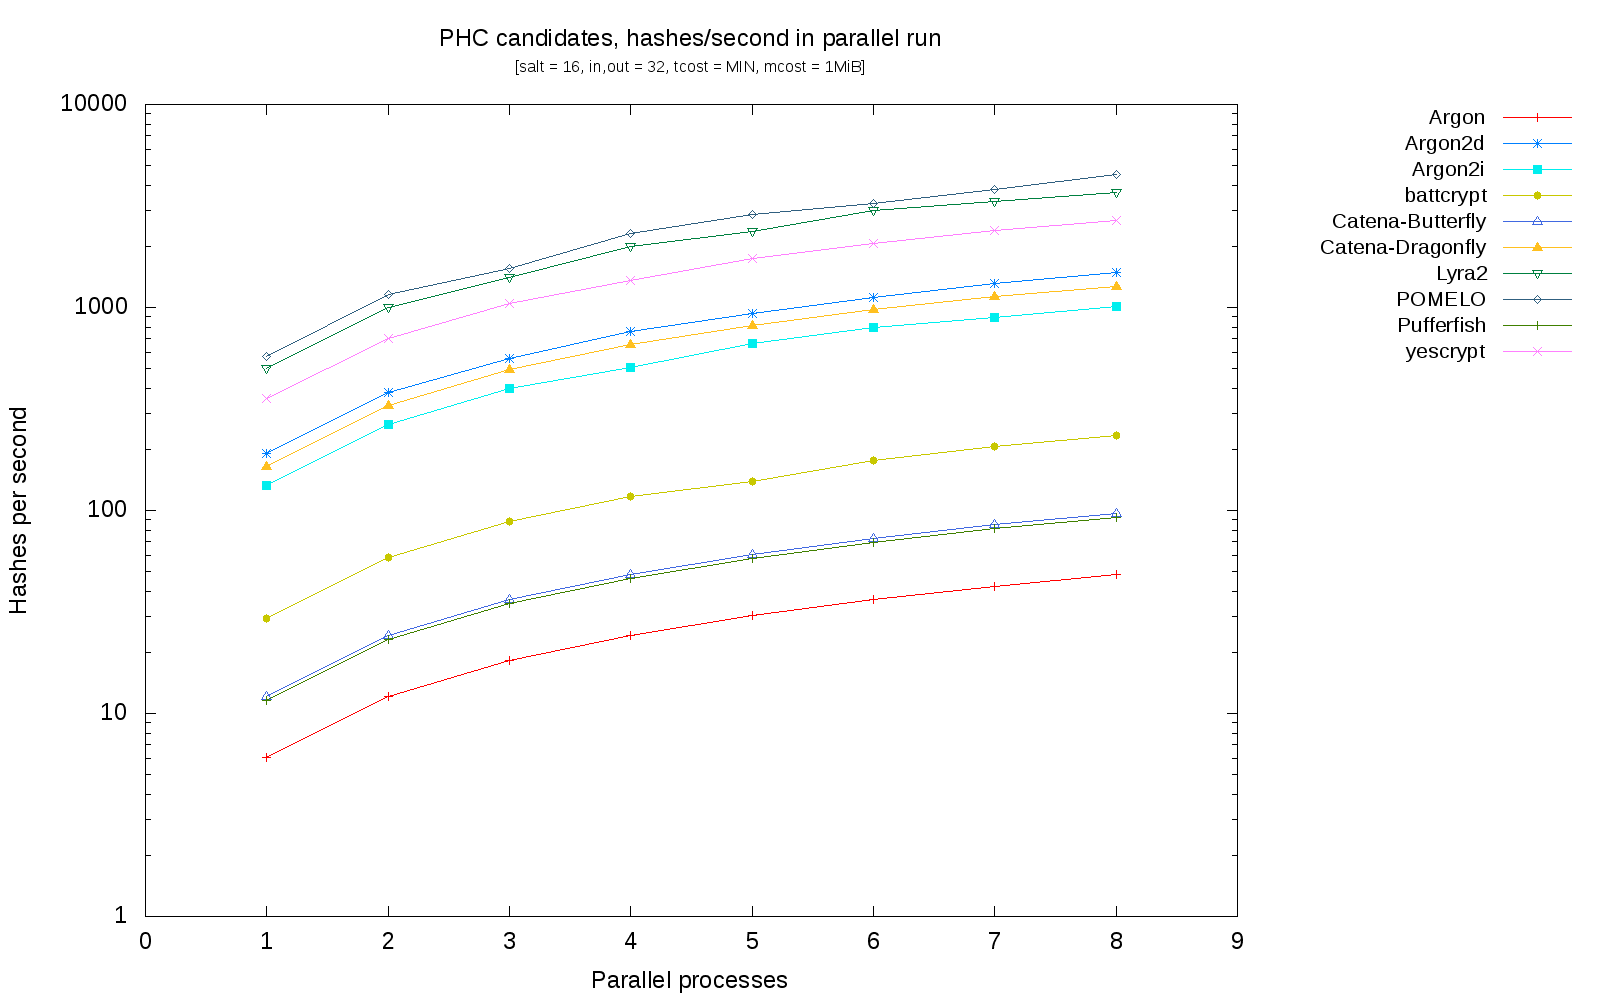 PHC candidates, hashes/second in parallel run
[salt = 16, in,out = 32, tcost = MIN, mcost = 1MiB]
10000
1000
100
10
1
Hashes per second
0 1 2 3 4 5 6 7 8 9
Parallel processes
Argon
Argon2d
Argon2i
battcrypt
Catena-Butterfly
Catena-Dragonfly
Lyra2
POMELO
Pufferfish
yescrypt